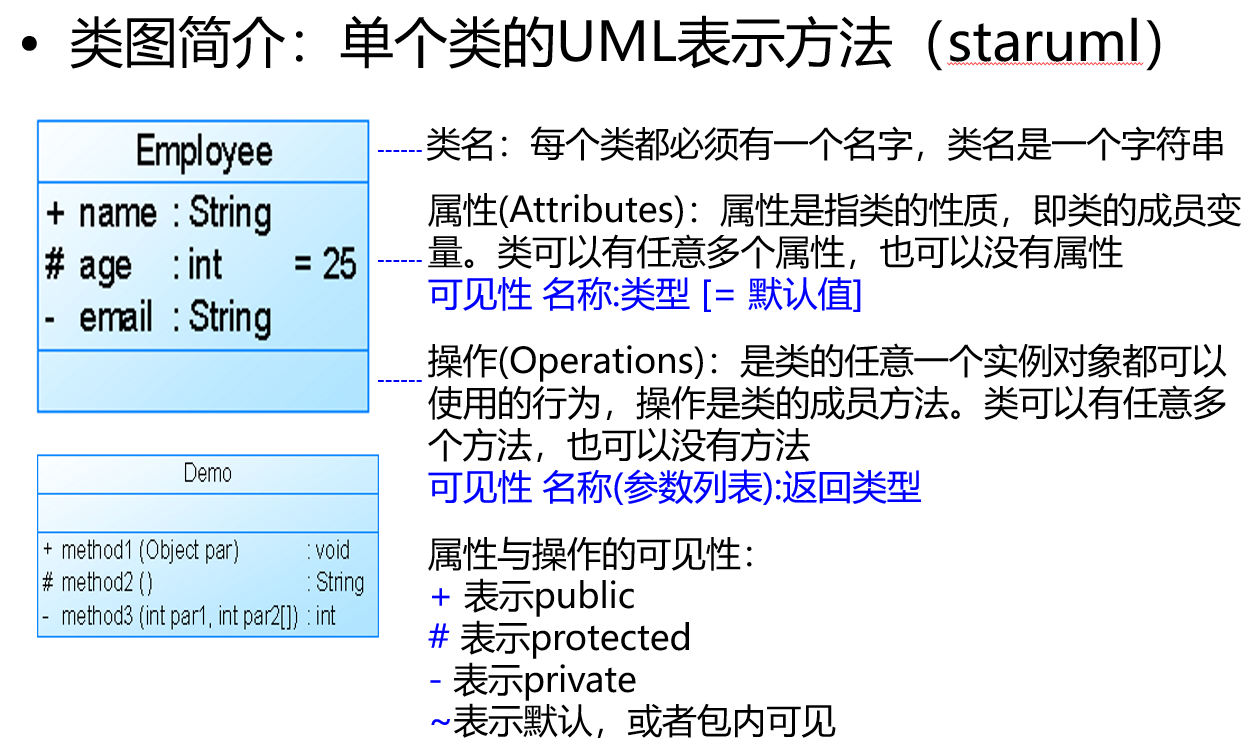 • 类图简介：单个类的UML表示方法（staruml）
Employee
+ name : String
# age : int = 25
- email : String
类名：每个类都必须有一个名字，类名是一个字符串
属性(Attributes)：属性是指类的性质，即类的成员变
量。类可以有任意多个属性，也可以没有属性
可见性 名称:类型 [= 默认值]
操作(Operations)：是类的任意一个实例对象都可以
使用的行为，操作是类的成员方法。类可以有任意多
个方法，也可以没有方法
可见性 名称(参数列表):返回类型
Demo
+ method1 (Object par) : void
# method2 () : String
- method3 (int par1, int par2[]) : int
属性与操作的可见性：
+ 表示public
# 表示protected
- 表示private
~表示默认，或者包内可见